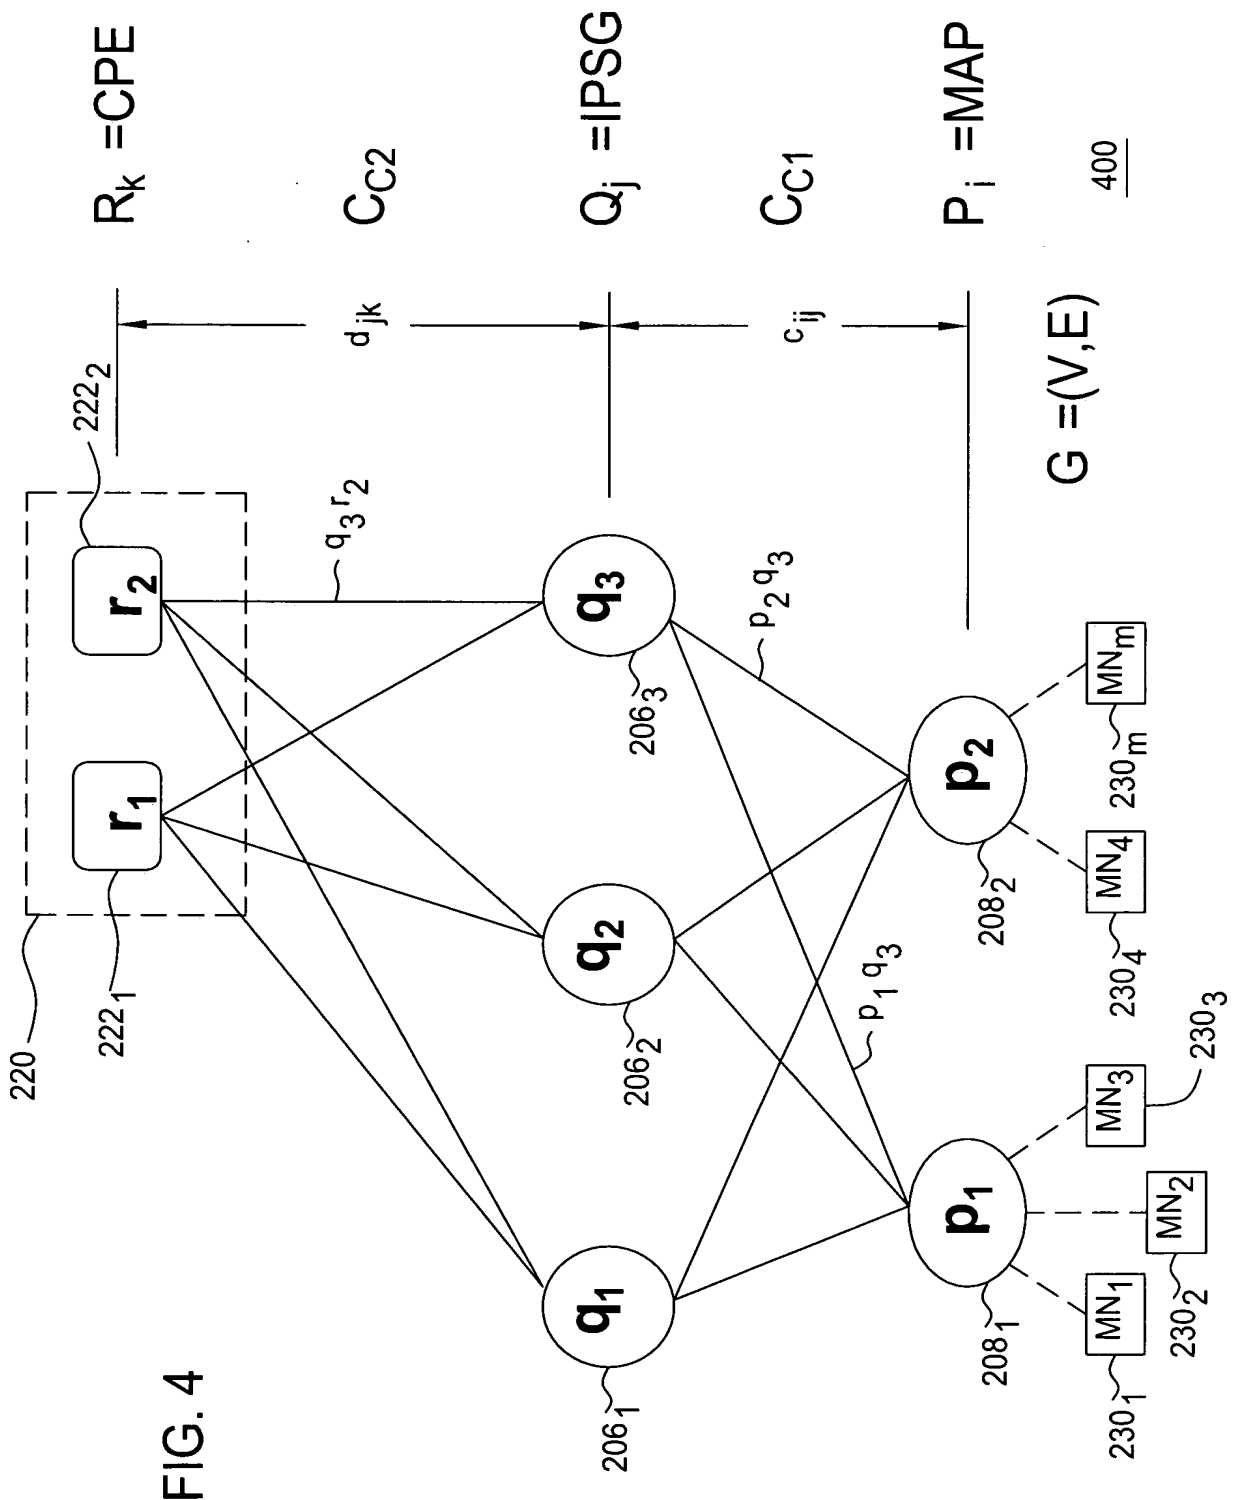 FIG. 4
220
222₁
222₂
r₁
r₂
Rₖ =CPE
q₃r₂
d jk
C_C2
206₁
q₁
206₂
q₂
206₃
q₃
Qⱼ =IPSG
p₁q₃
p₂q₃
c ij
C_C1
208₁
p₁
208₂
p₂
Pᵢ =MAP
MN₁
230₁
MN₂
230₂
MN₃
230₃
MN₄
230₄
MNₘ
230ₘ
G =(V,E)
400